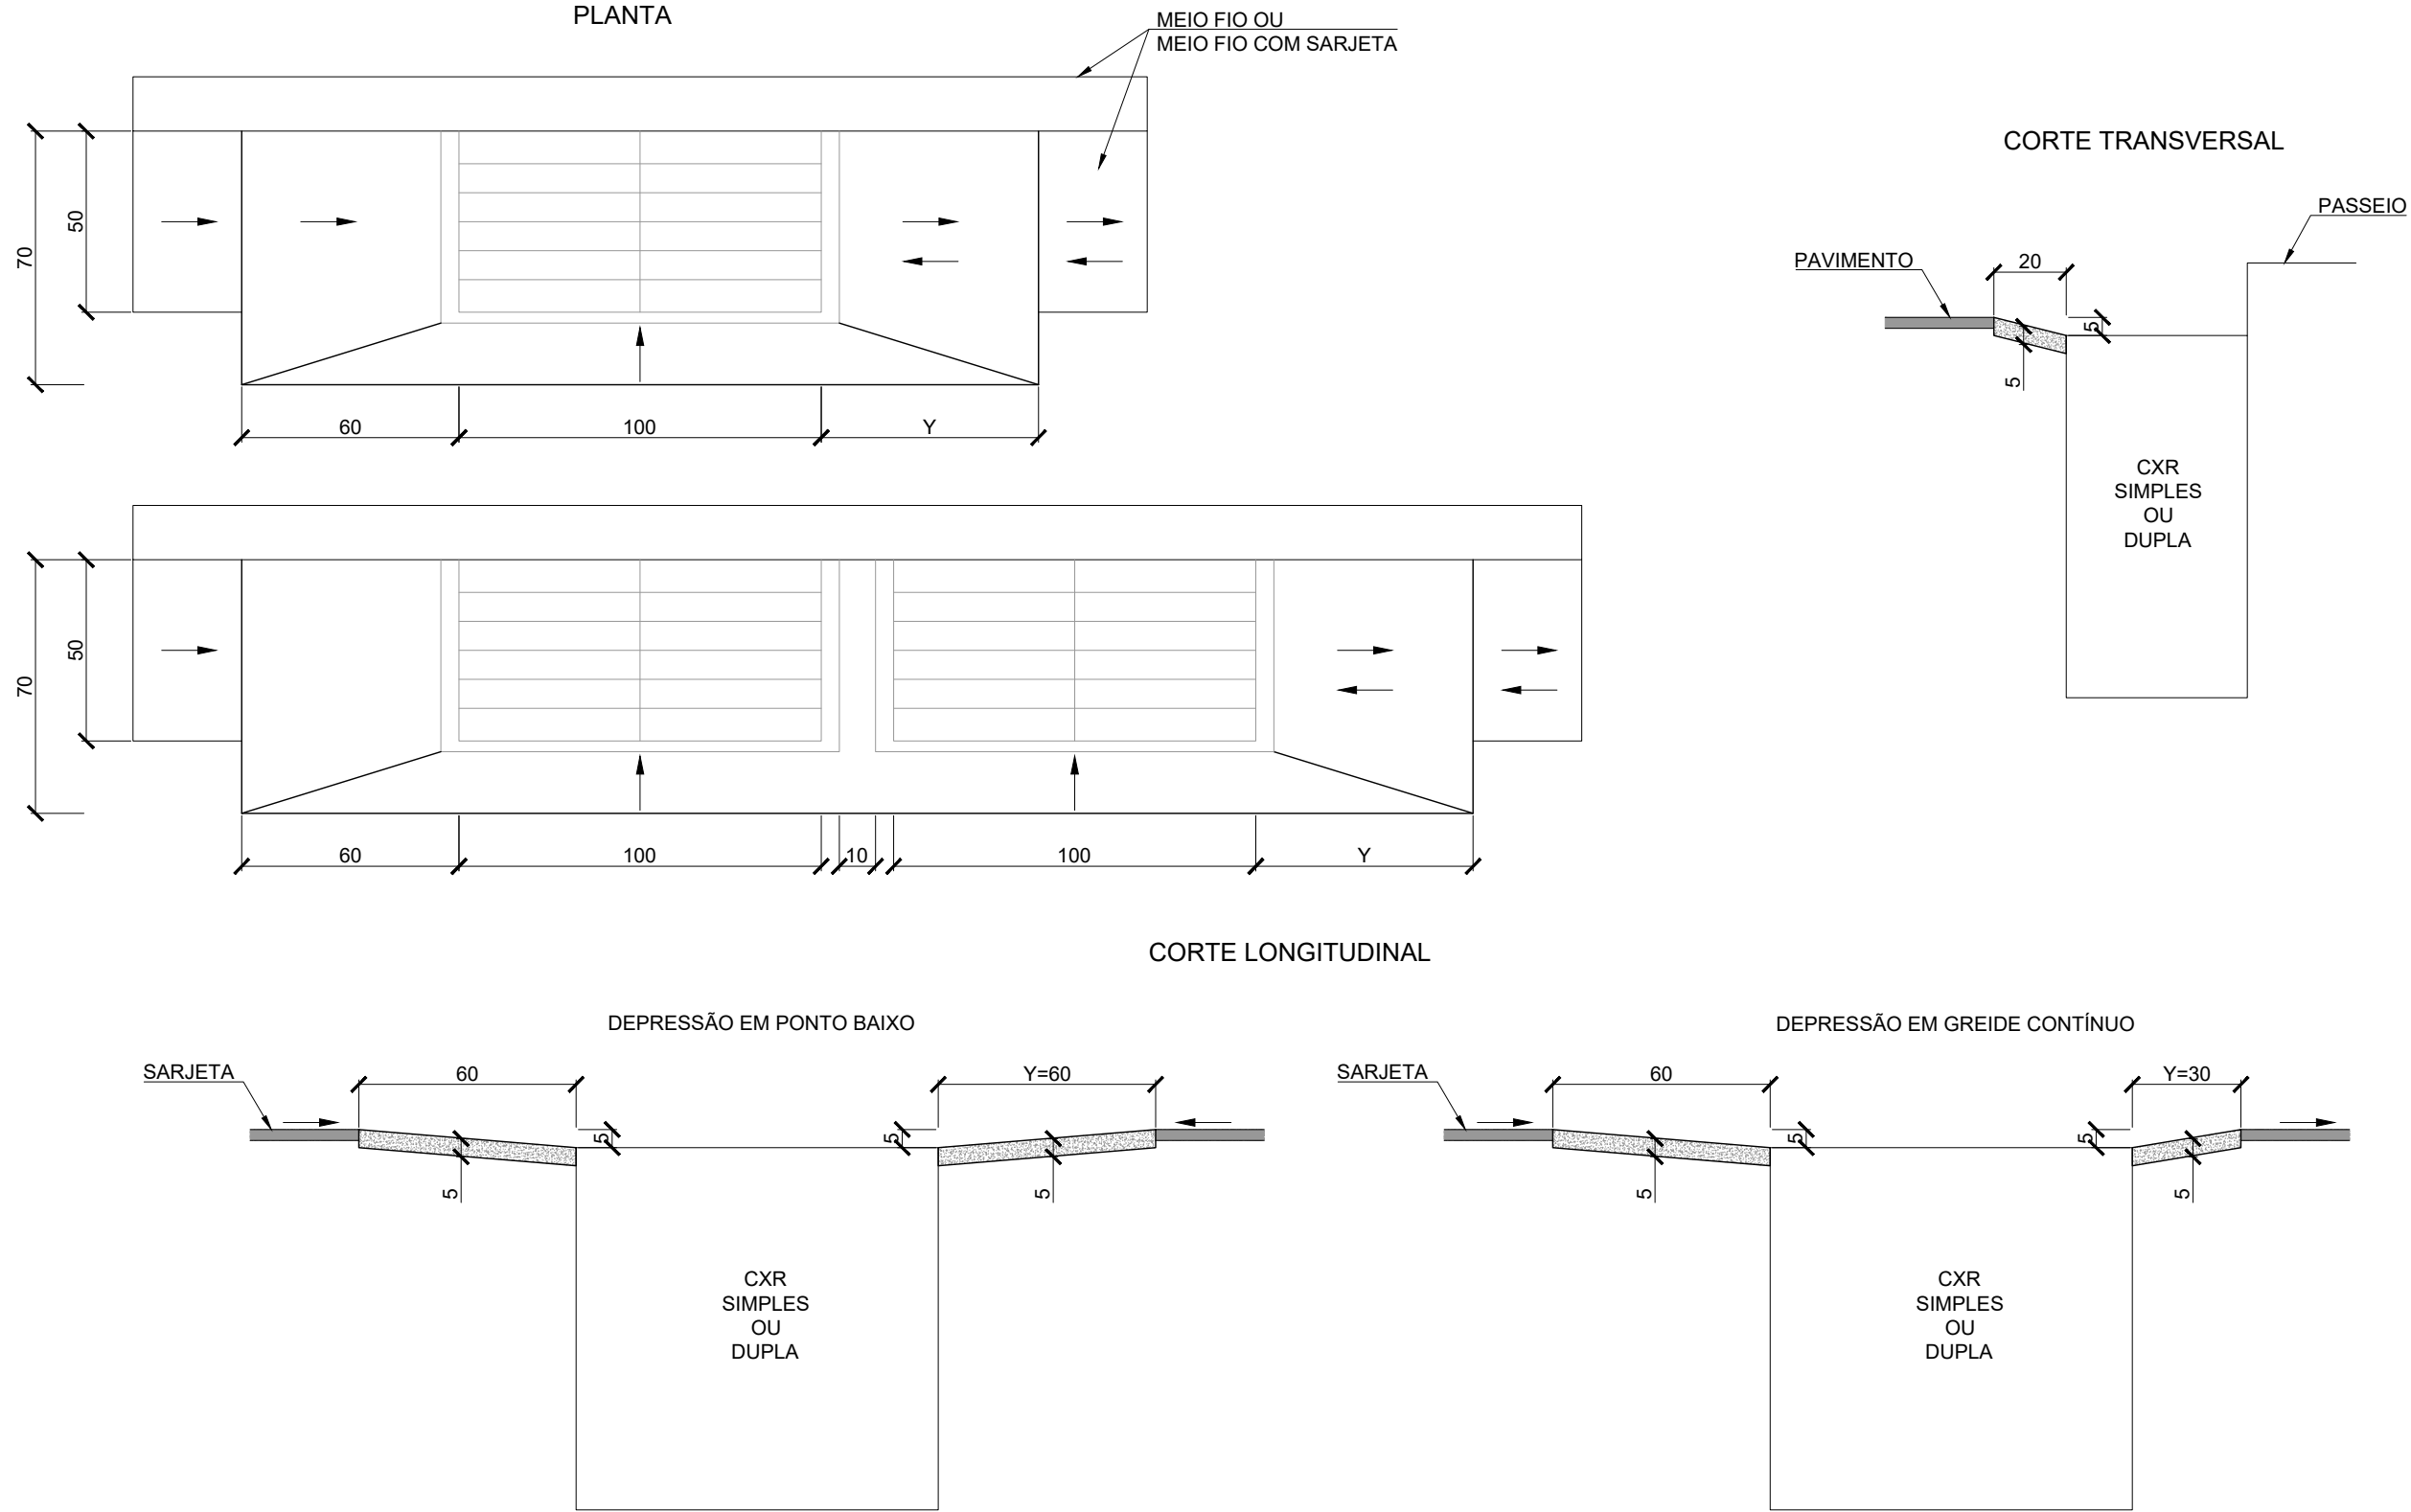 PLANTA
MEIO FIO OU
MEIO FIO COM SARJETA
70
50
60
100
Y
CORTE TRANSVERSAL
PASSEIO
PAVIMENTO
20
5
5
CXR
SIMPLES
OU
DUPLA
70
50
60
100
10
100
Y
CORTE LONGITUDINAL
DEPRESSÃO EM PONTO BAIXO
SARJETA
60
Y=60
5
5
5
5
CXR
SIMPLES
OU
DUPLA
DEPRESSÃO EM GREIDE CONTÍNUO
SARJETA
60
Y=30
5
5
5
5
CXR
SIMPLES
OU
DUPLA